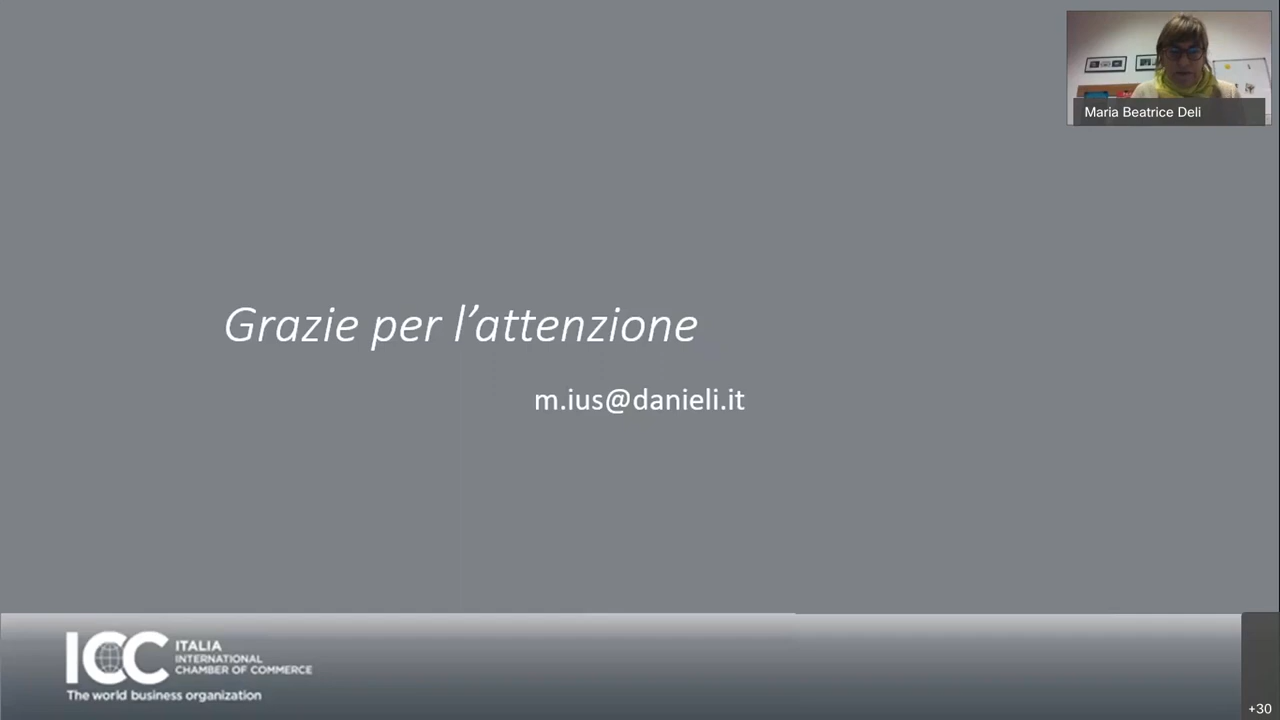 Maria Beatrice Deli
Grazie per l'attenzione
m.ius@danieli.it
ICC ITALIA
INTERNATIONAL
CHAMBER OF COMMERCE
The world business organization
+30